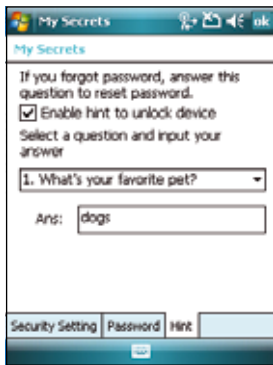 My Secrets
ok
My Secrets
If you forgot password, answer this
question to reset password.
Enable hint to unlock device
Select a question and input your
answer
1. What's your favorite pet?
Ans: dogs
Security Setting Password Hint